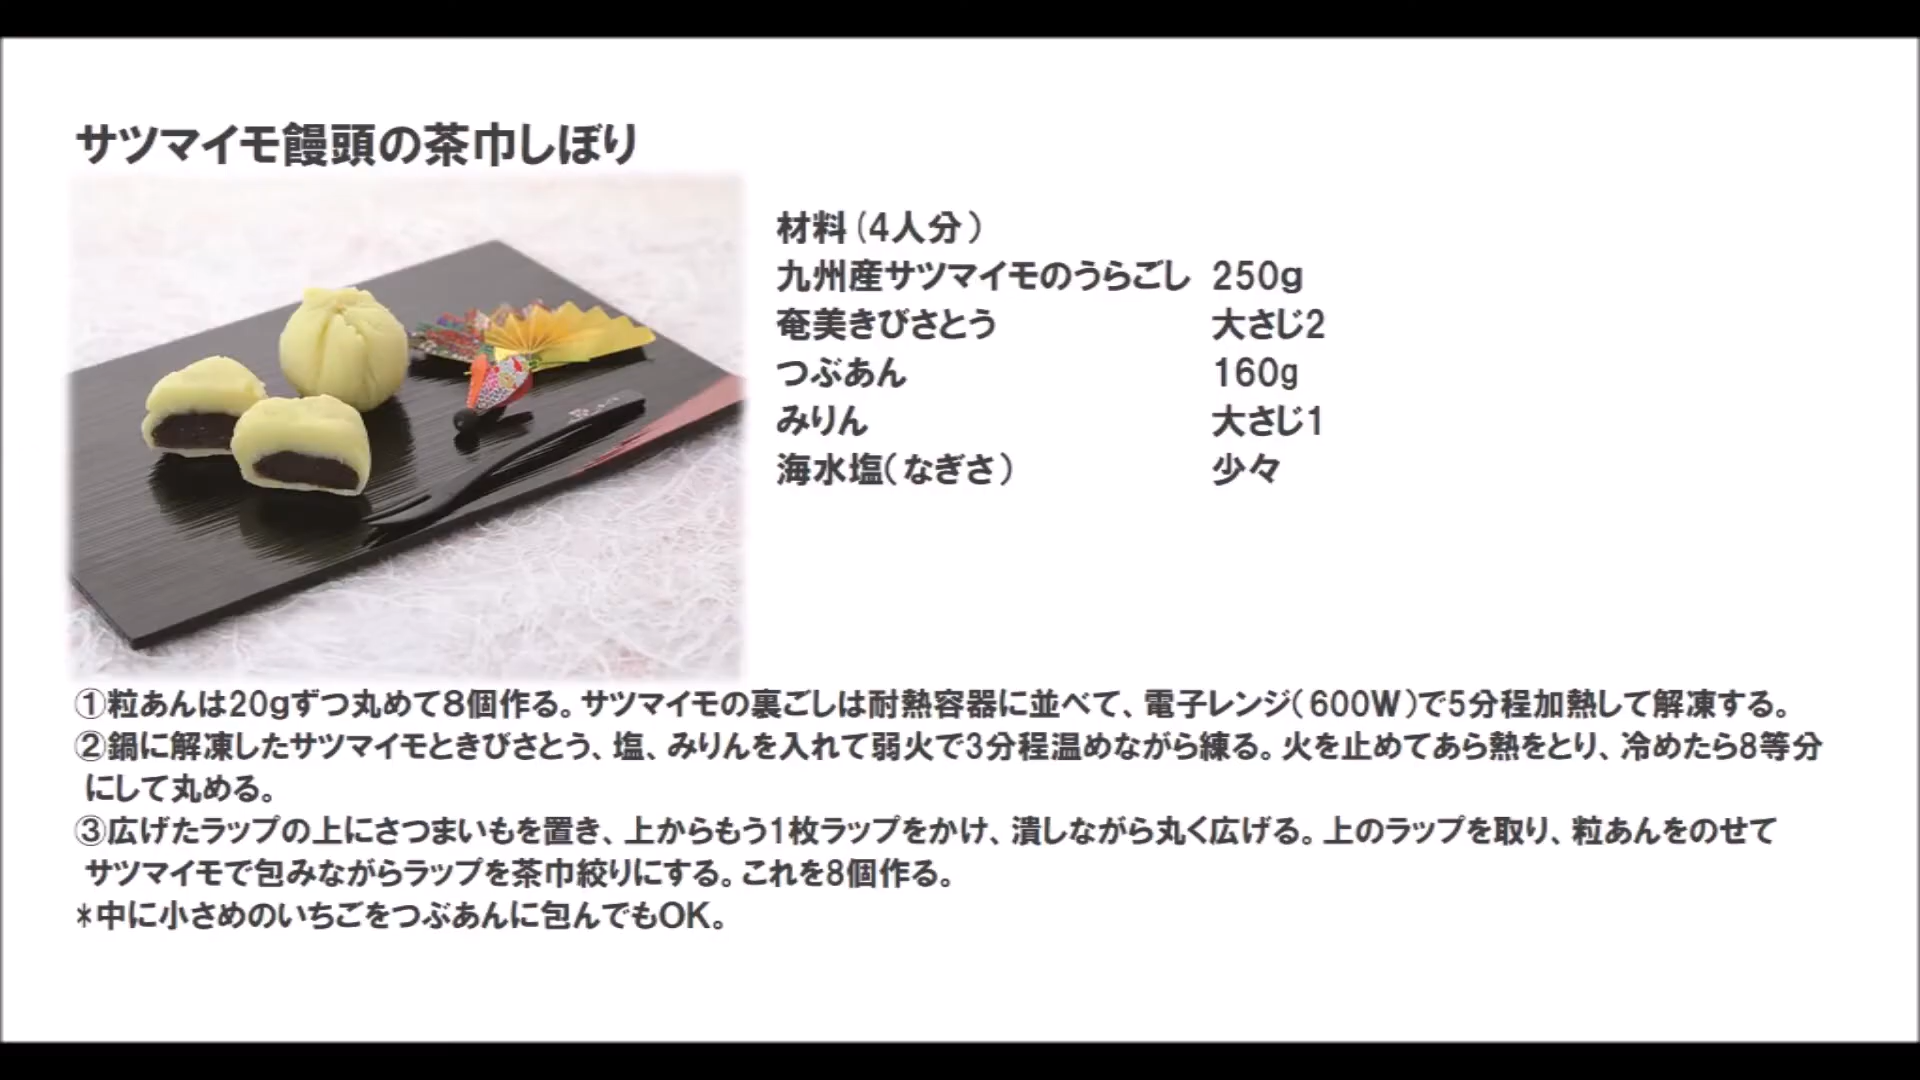 サツマイモ饅頭の茶巾しぼり
材料(4人分)
九州産サツマイモのうらごし 250g
奄美きびさとう 大さじ2
つぶあん 160g
みりん 大さじ1
海水塩(なぎさ) 少々
①粒あんは20gずつ丸めて8個作る。サツマイモの裏ごしは耐熱容器に並べて、電子レンジ(600W)で5分程加熱して解凍する。
②鍋に解凍したサツマイモときびさとう、塩、みりんを入れて弱火で3分程温めながら練る。火を止めてあら熱をとり、冷めたら8等分
にして丸める。
③広げたラップの上にさつまいもを置き、上からもう1枚ラップをかけ、潰しながら丸く広げる。上のラップを取り、粒あんをのせて
サツマイモで包みながらラップを茶巾絞りにする。これを8個作る。
*中に小さめのいちごをつぶあんに包んでもOK。